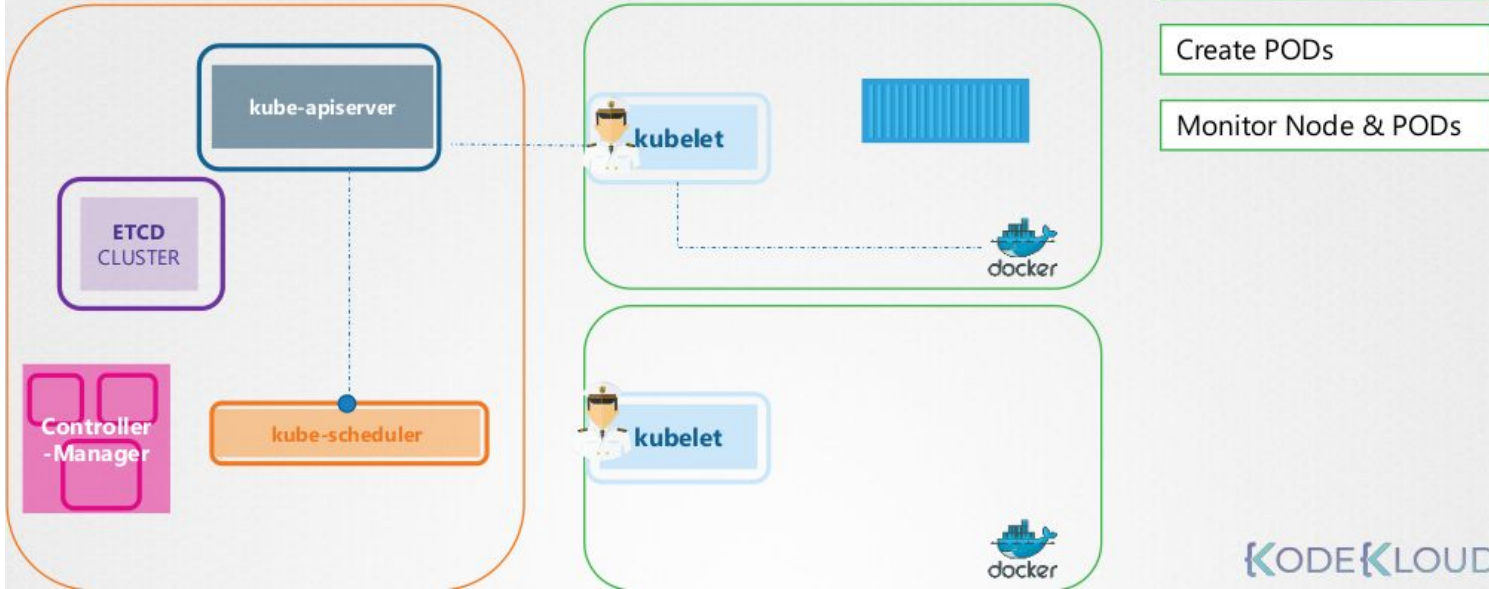 kube-apiserver
ETCD
CLUSTER
Controller
-Manager
kube-scheduler
kubelet
docker
kubelet
docker
Create PODs
Monitor Node & PODs
KODEKLOUD